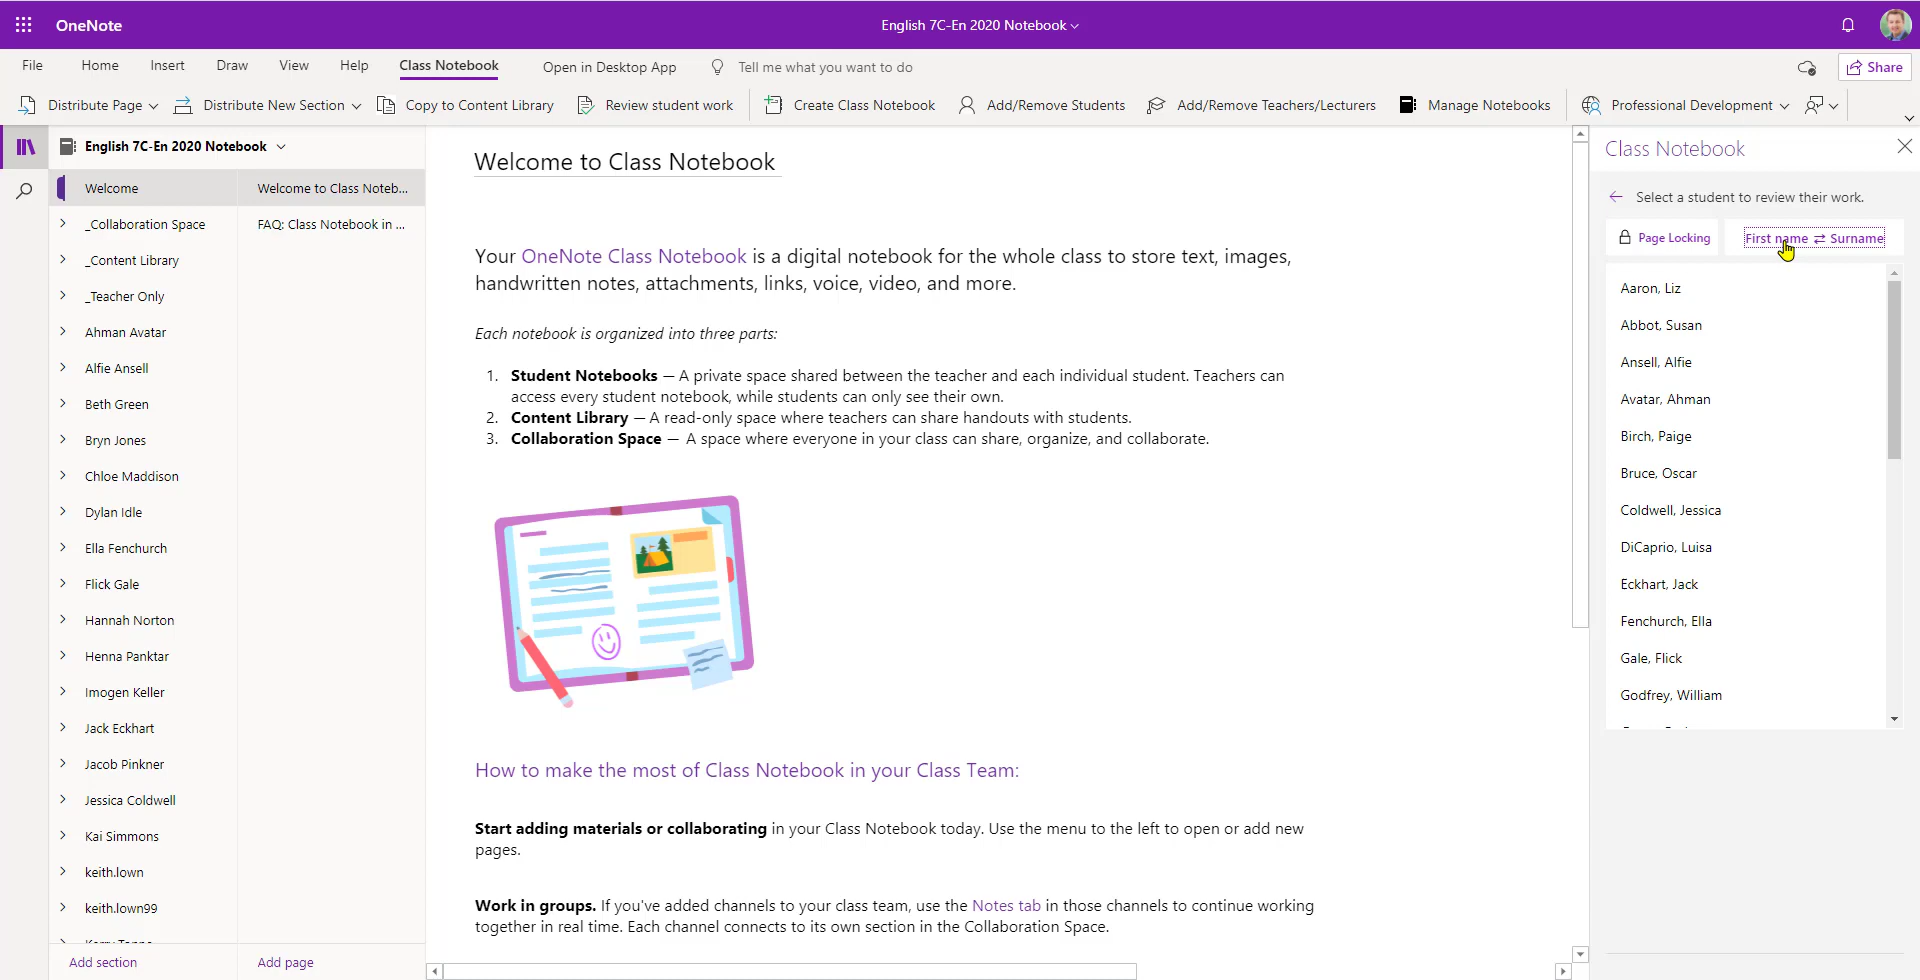 OneNote
English 7C-En 2020 Notebook
File Home Insert Draw View Help Class Notebook Open in Desktop App Tell me what you want to do Share
Distribute Page Distribute New Section Copy to Content Library Review student work Create Class Notebook Add/Remove Students Add/Remove Teachers/Lecturers Manage Notebooks Professional Development
English 7C-En 2020 Notebook
Welcome
_Collaboration Space
_Content Library
_Teacher Only
Ahman Avatar
Alfie Ansell
Beth Green
Bryn Jones
Chloe Maddison
Dylan Idle
Ella Fenchurch
Flick Gale
Hannah Norton
Henna Panktar
Imogen Keller
Jack Eckhart
Jacob Pinkner
Jessica Coldwell
Kai Simmons
keith.lown
keith.lown99
Add section
Welcome to Class Noteb...
FAQ: Class Notebook in ...
Add page
Welcome to Class Notebook
Your OneNote Class Notebook is a digital notebook for the whole class to store text, images,
handwritten notes, attachments, links, voice, video, and more.
Each notebook is organized into three parts:
1. Student Notebooks — A private space shared between the teacher and each individual student. Teachers can
access every student notebook, while students can only see their own.
2. Content Library — A read-only space where teachers can share handouts with students.
3. Collaboration Space — A space where everyone in your class can share, organize, and collaborate.
How to make the most of Class Notebook in your Class Team:
Start adding materials or collaborating in your Class Notebook today. Use the menu to the left to open or add new
pages.
Work in groups. If you've added channels to your class team, use the Notes tab in those channels to continue working
together in real time. Each channel connects to its own section in the Collaboration Space.
Class Notebook
Select a student to review their work.
Page Locking First name ⇄ Surname
Aaron, Liz
Abbot, Susan
Ansell, Alfie
Avatar, Ahman
Birch, Paige
Bruce, Oscar
Coldwell, Jessica
DiCaprio, Luisa
Eckhart, Jack
Fenchurch, Ella
Gale, Flick
Godfrey, William